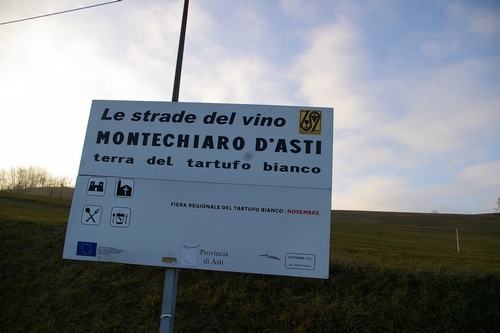 Le strade del vino
MONTECHIARO D'ASTI
terra del tartufo bianco
FIERA REGIONALE DEL TARTUFO BIANCO : NOVEMBRE
Provincia
di Asti